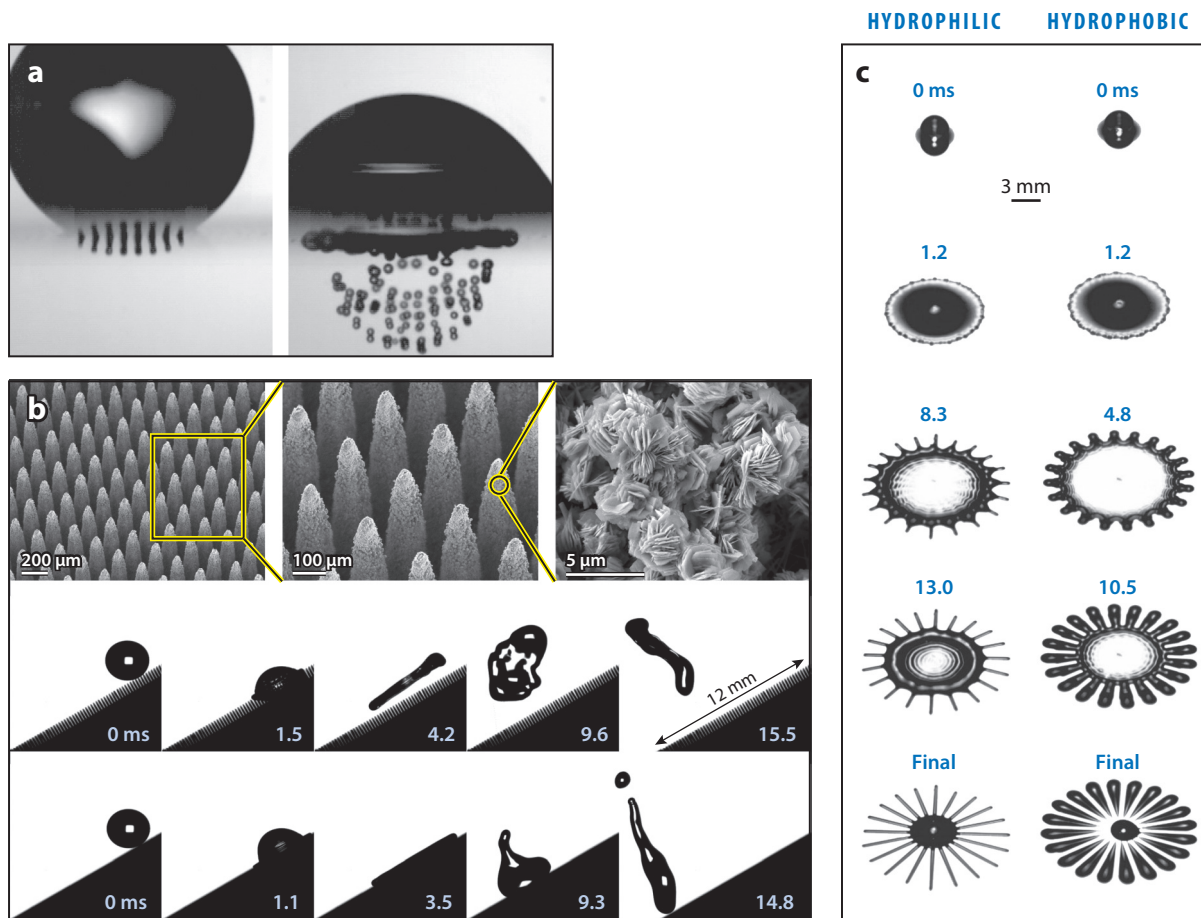 HYDROPHILIC HYDROPHOBIC
a
b
200 µm
100 µm
5 µm
0 ms
1.5
4.2
9.6
12 mm
15.5
0 ms
1.1
3.5
9.3
14.8
c
0 ms 0 ms
3 mm
1.2 1.2
8.3 4.8
13.0 10.5
Final Final